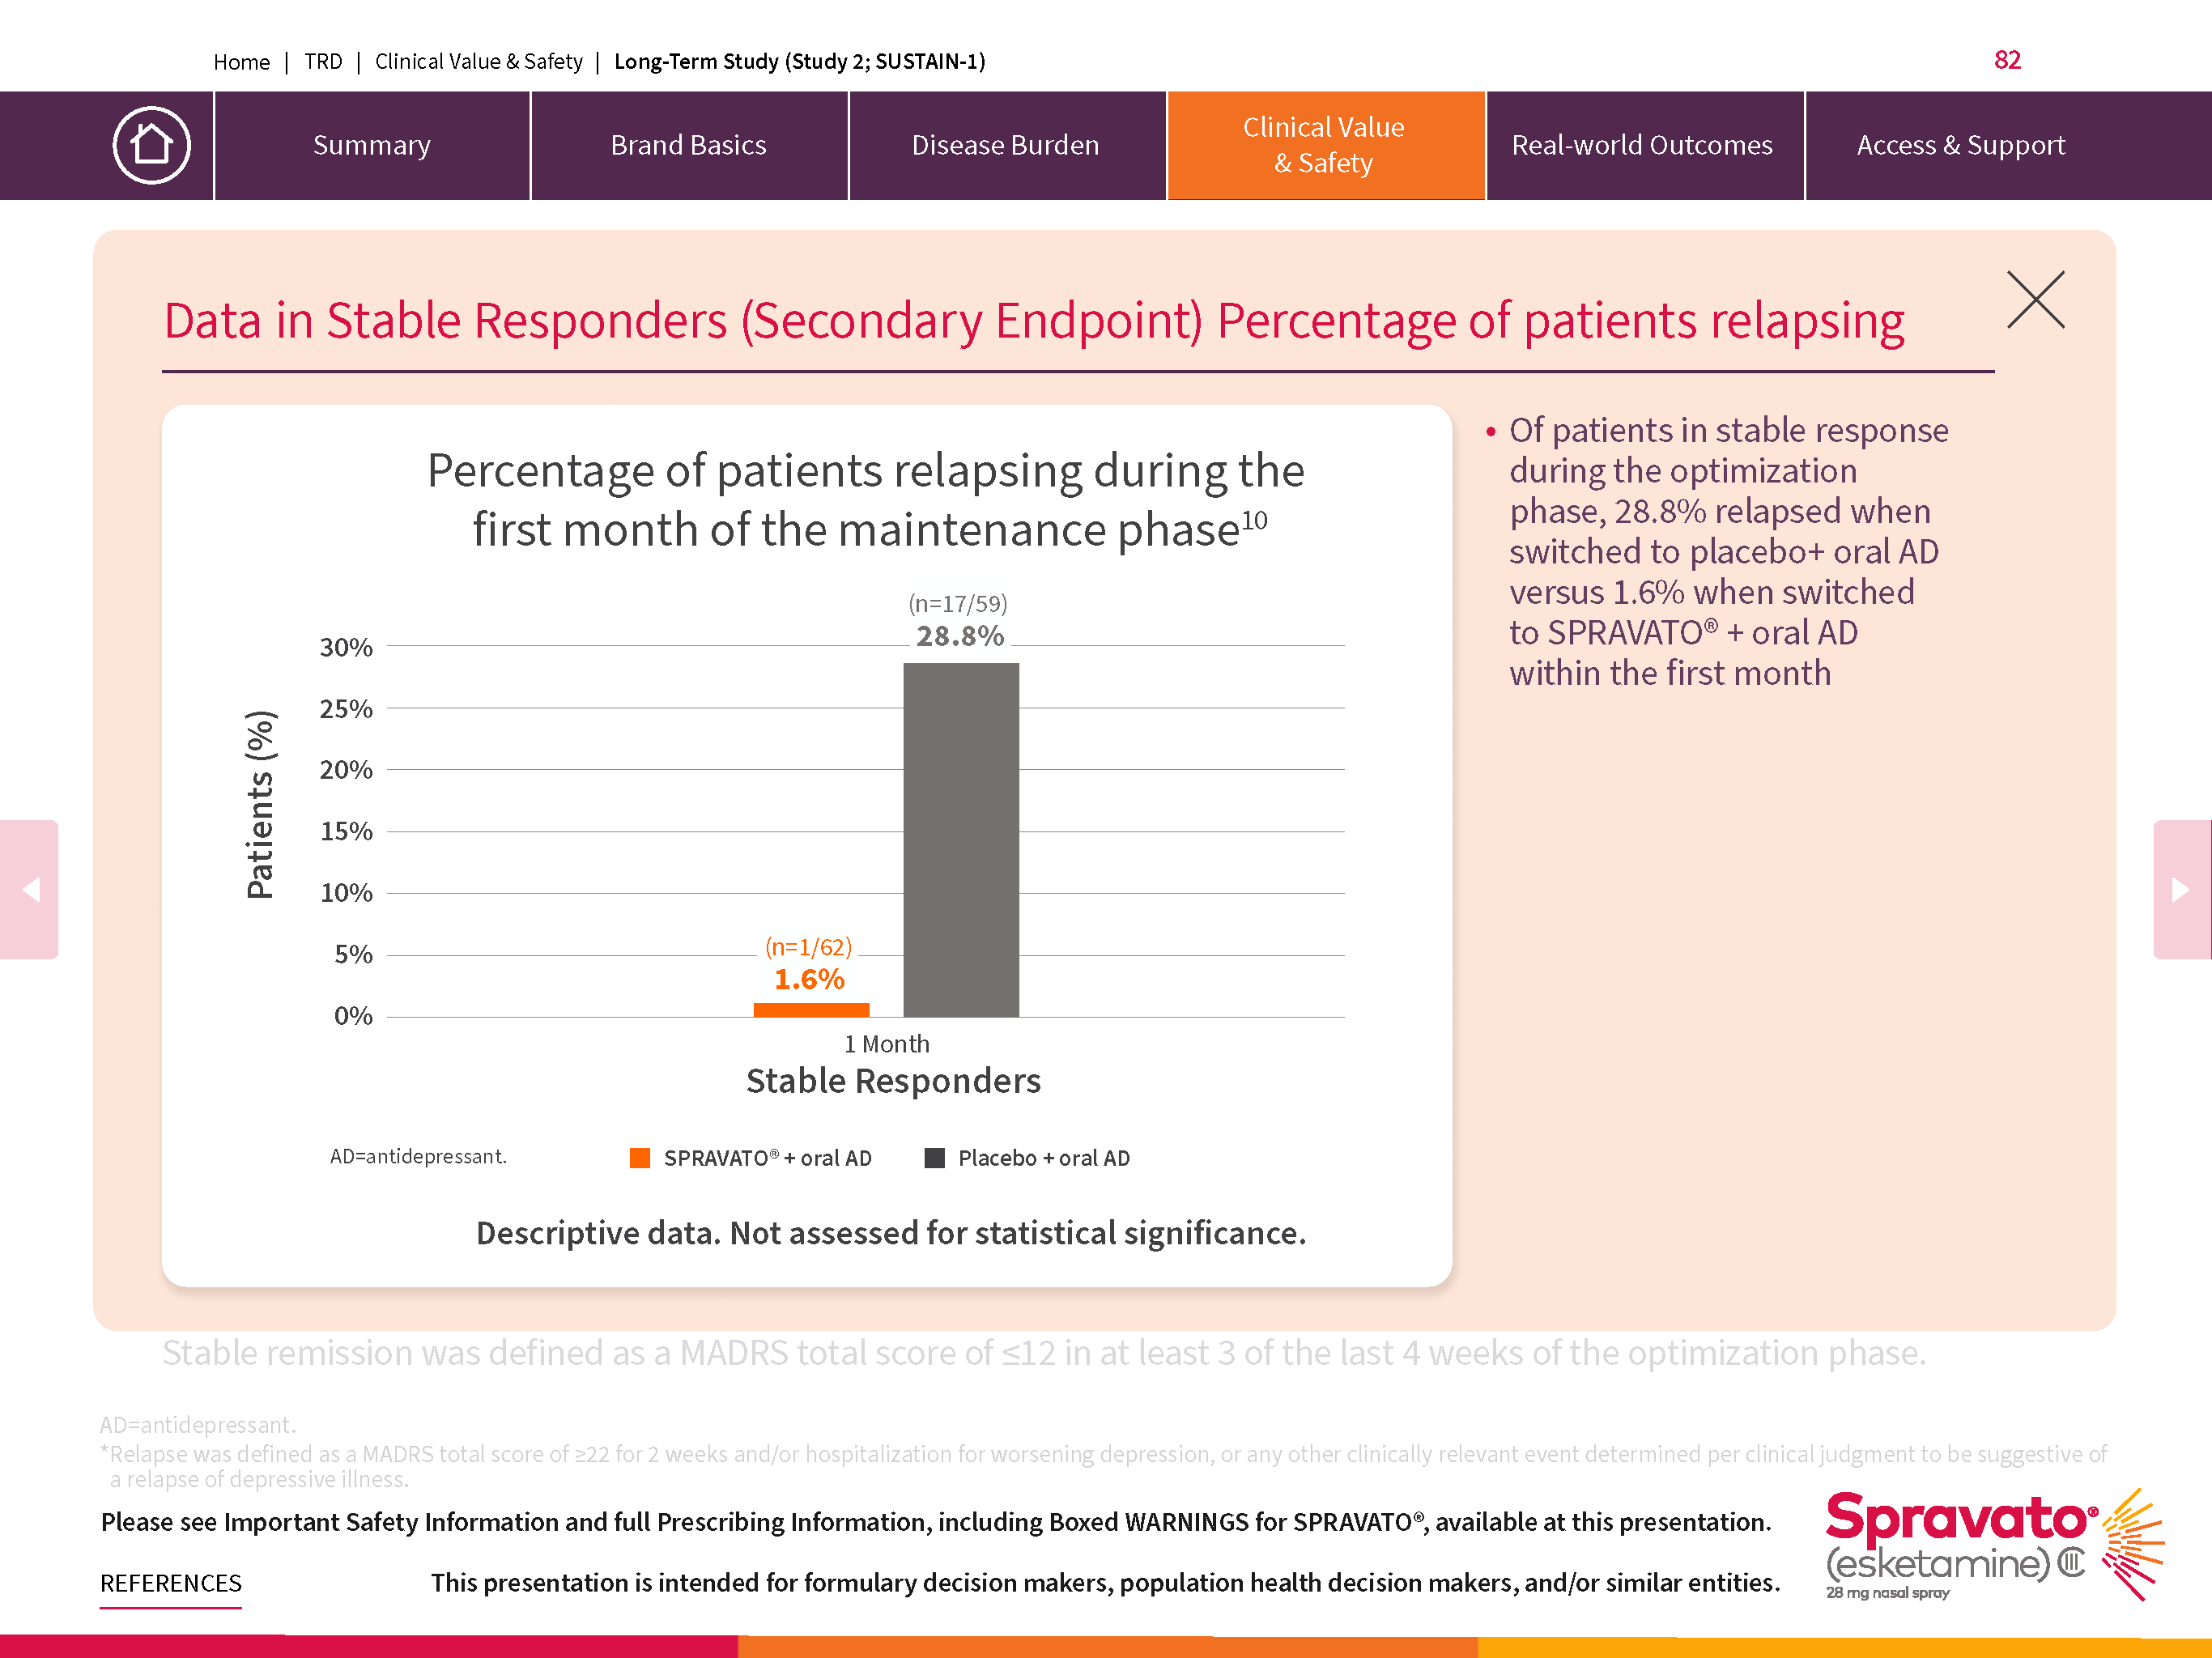 Home | TRD | Clinical Value & Safety | Long-Term Study (Study 2; SUSTAIN-1)
82
Summary
Brand Basics
Disease Burden
Clinical Value
& Safety
Real-world Outcomes
Access & Support
Data in Stable Responders (Secondary Endpoint) Percentage of patients relapsing
Percentage of patients relapsing during the
first month of the maintenance phase10
(n=17/59)
28.8%
30%
25%
20%
15%
10%
5%
0%
Patients (%)
(n=1/62)
1.6%
1 Month
Stable Responders
AD=antidepressant.
SPRAVATO® + oral AD
Placebo + oral AD
Descriptive data. Not assessed for statistical significance.
• Of patients in stable response
during the optimization
phase, 28.8% relapsed when
switched to placebo+ oral AD
versus 1.6% when switched
to SPRAVATO® + oral AD
within the first month
Stable remission was defined as a MADRS total score of ≤12 in at least 3 of the last 4 weeks of the optimization phase.
AD=antidepressant.
*Relapse was defined as a MADRS total score of ≥22 for 2 weeks and/or hospitalization for worsening depression, or any other clinically relevant event determined per clinical judgment to be suggestive of
a relapse of depressive illness.
Please see Important Safety Information and full Prescribing Information, including Boxed WARNINGS for SPRAVATO®, available at this presentation.
REFERENCES
This presentation is intended for formulary decision makers, population health decision makers, and/or similar entities.
Spravato®
(esketamine) CIII
28 mg nasal spray